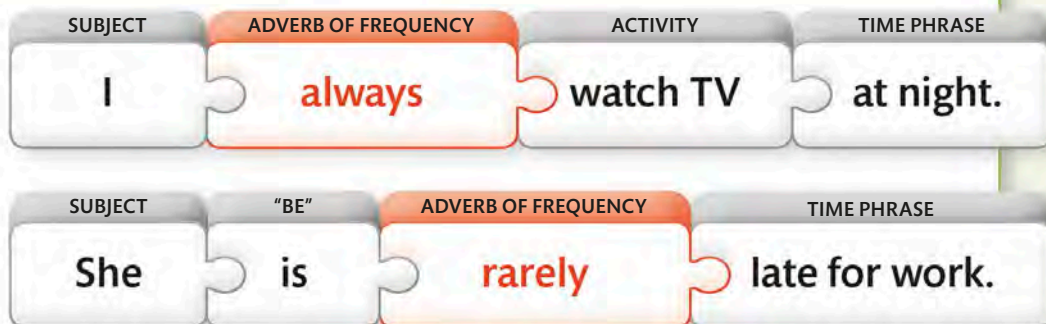 SUBJECT ADVERB OF FREQUENCY ACTIVITY TIME PHRASE
I always watch TV at night.
SUBJECT "BE" ADVERB OF FREQUENCY TIME PHRASE
She is rarely late for work.